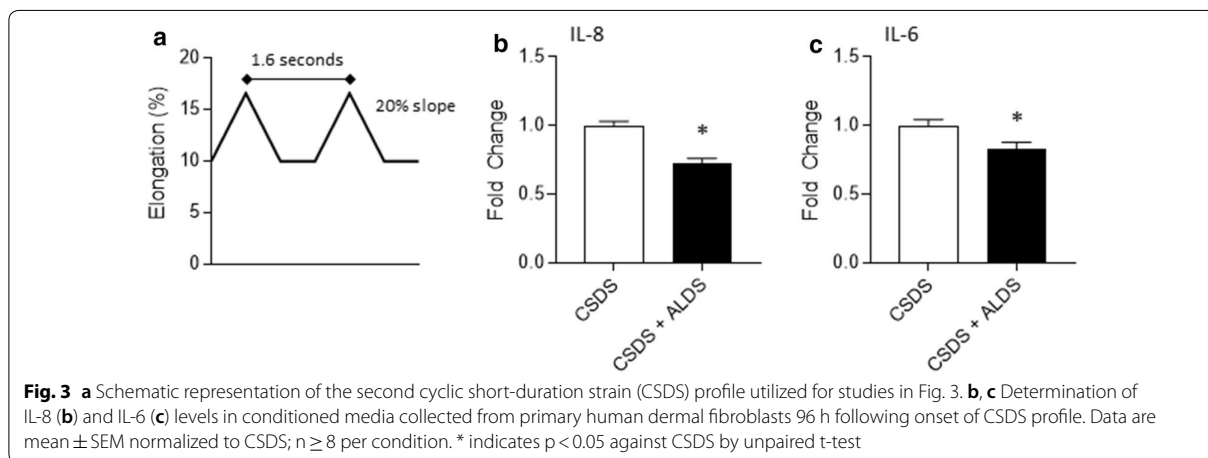 a
20
15
10
5
0
Elongation (%)
1.6 seconds
20% slope
b
IL-8
1.5
1.0
0.5
0.0
Fold Change
*
CSDS
CSDS + ALDS
c
IL-6
1.5
1.0
0.5
0.0
Fold Change
*
CSDS
CSDS + ALDS
Fig. 3 a Schematic representation of the second cyclic short-duration strain (CSDS) profile utilized for studies in Fig. 3. b, c Determination of
IL-8 (b) and IL-6 (c) levels in conditioned media collected from primary human dermal fibroblasts 96 h following onset of CSDS profile. Data are
mean ± SEM normalized to CSDS; n ≥ 8 per condition. * indicates p < 0.05 against CSDS by unpaired t-test